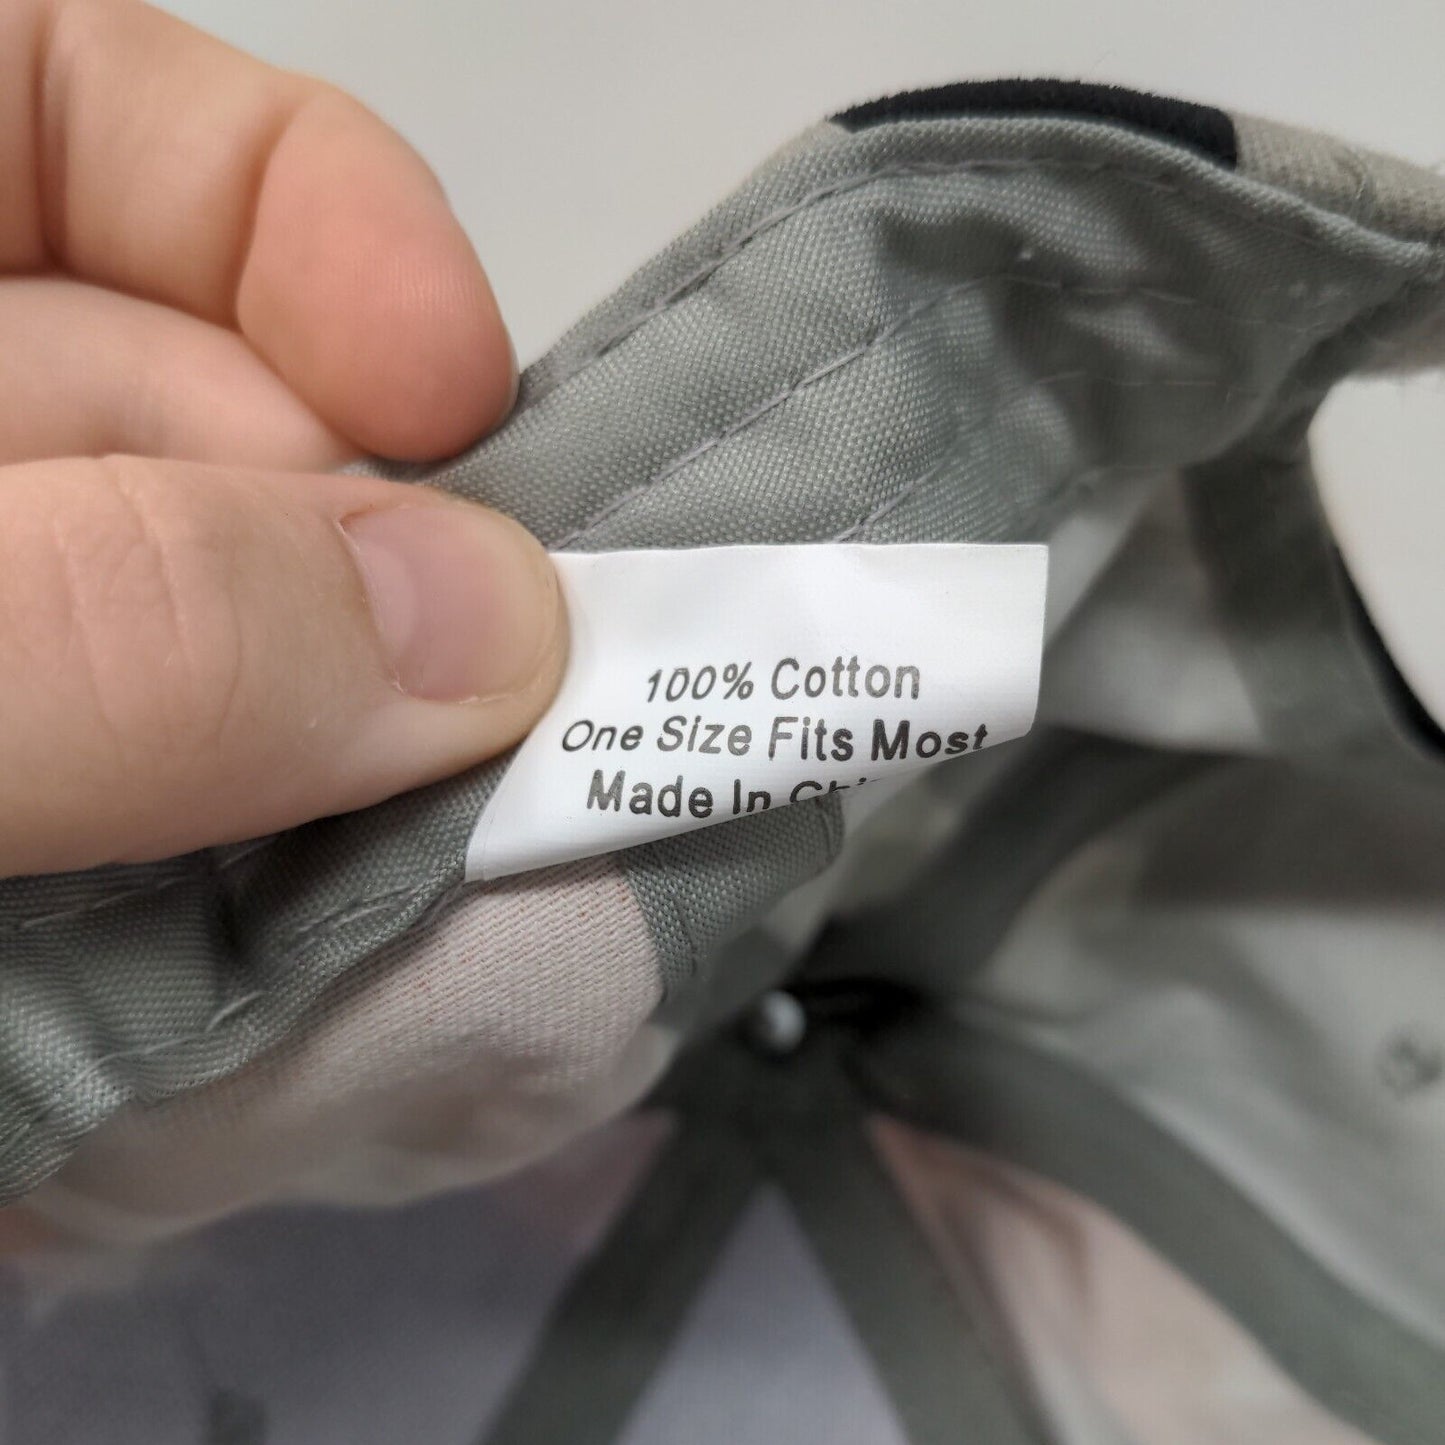 100% Cotton
One Size Fits Most
Made In